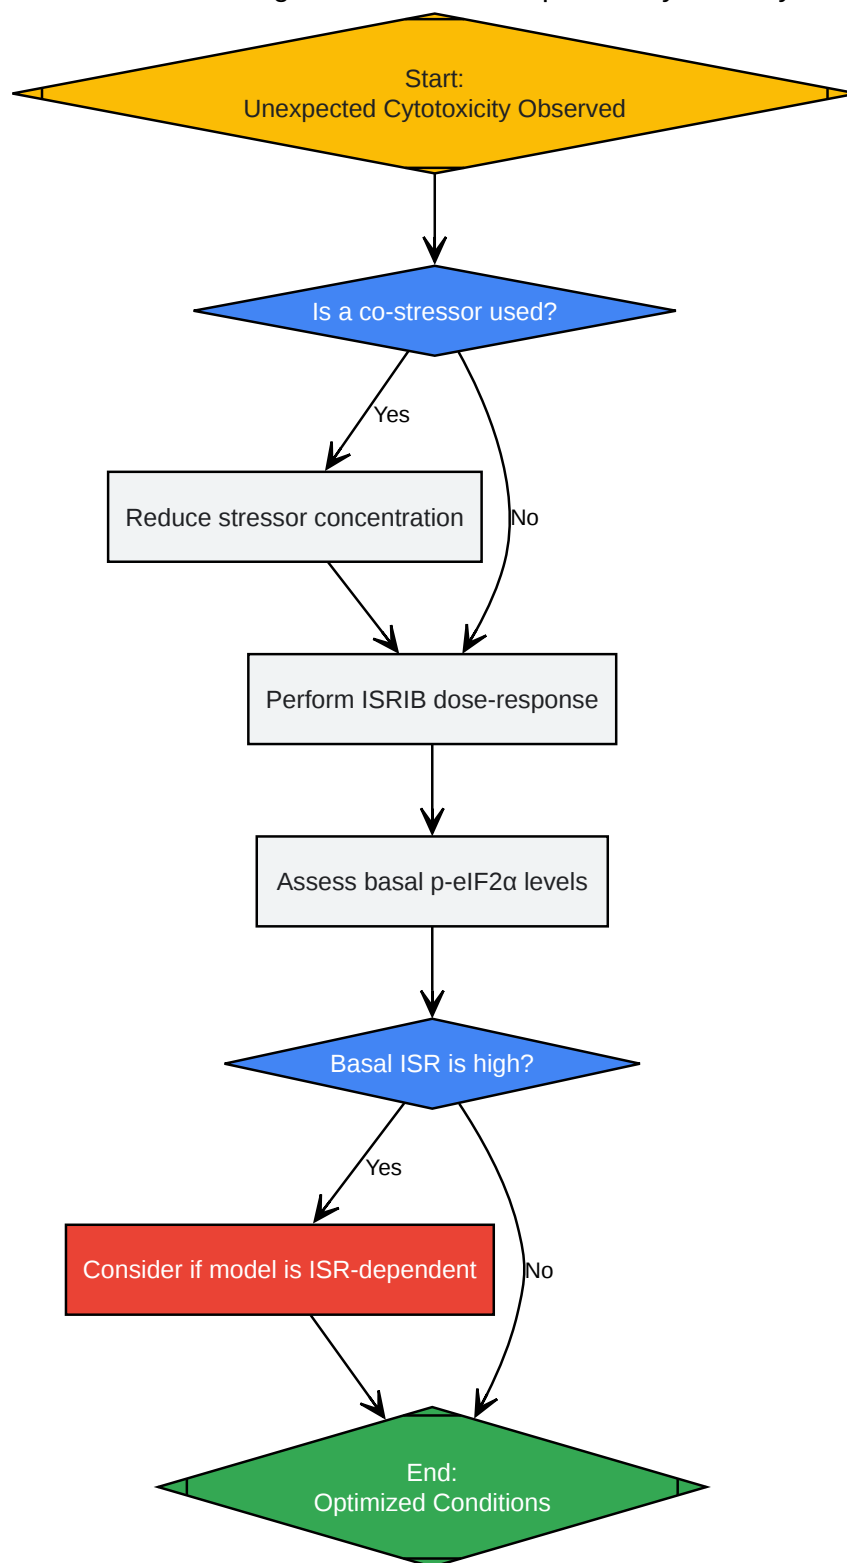 Start:
Unexpected Cytotoxicity Observed
Is a co-stressor used?
Yes
Reduce stressor concentration
No
Perform ISRIB dose-response
Assess basal p-eIF2α levels
Basal ISR is high?
Yes
Consider if model is ISR-dependent
No
End:
Optimized Conditions